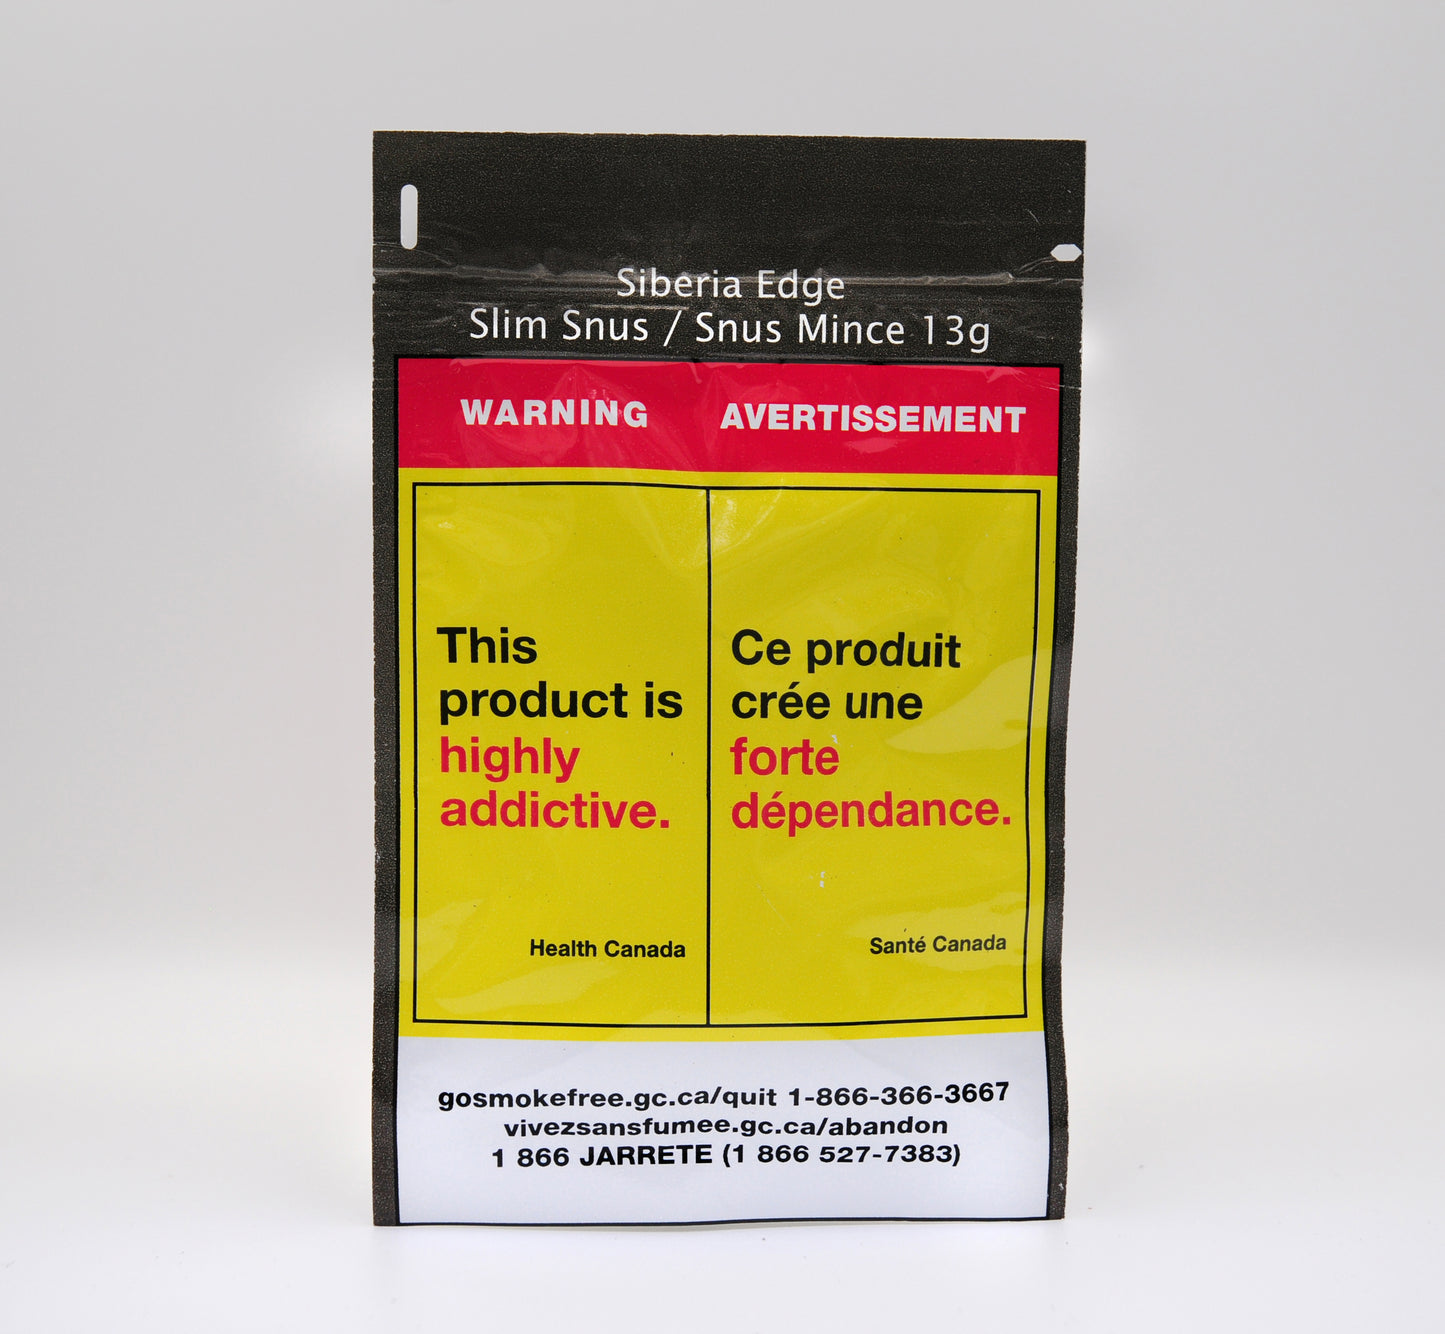 Siberia Edge
Slim Snus / Snus Mince 13g
WARNING
AVERTISSEMENT
This
product is
highly
addictive.
Health Canada
Ce produit
crée une
forte
dépendance.
Santé Canada
gosmokefree.gc.ca/quit 1-866-366-3667
vivezsansfumee.gc.ca/abandon
1 866 JARRETE (1 866 527-7383)